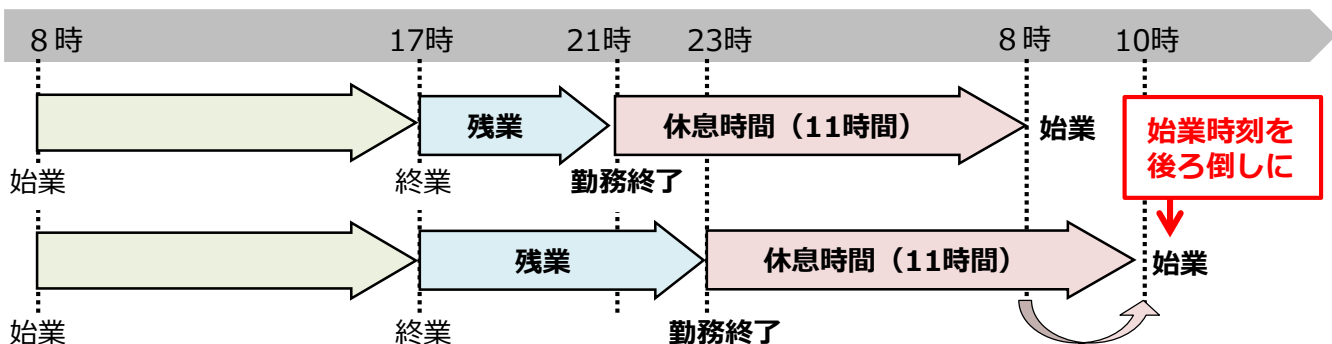 8時 17時 21時 23時 8時 10時
残業 休息時間（11時間） 始業
始業時刻を
後ろ倒しに
始業 終業 勤務終了
残業 休息時間（11時間） 始業
始業 終業 勤務終了